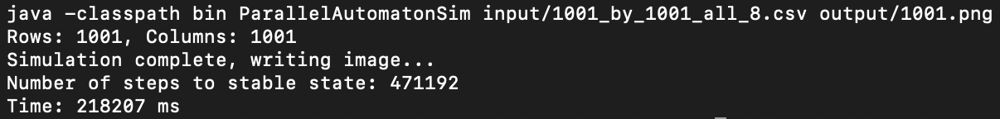 java -classpath bin ParallelAutomatonSim input/1001_by_1001_all_8.csv output/1001.png
Rows: 1001, Columns: 1001
Simulation complete, writing image...
Number of steps to stable state: 471192
Time: 218207 ms